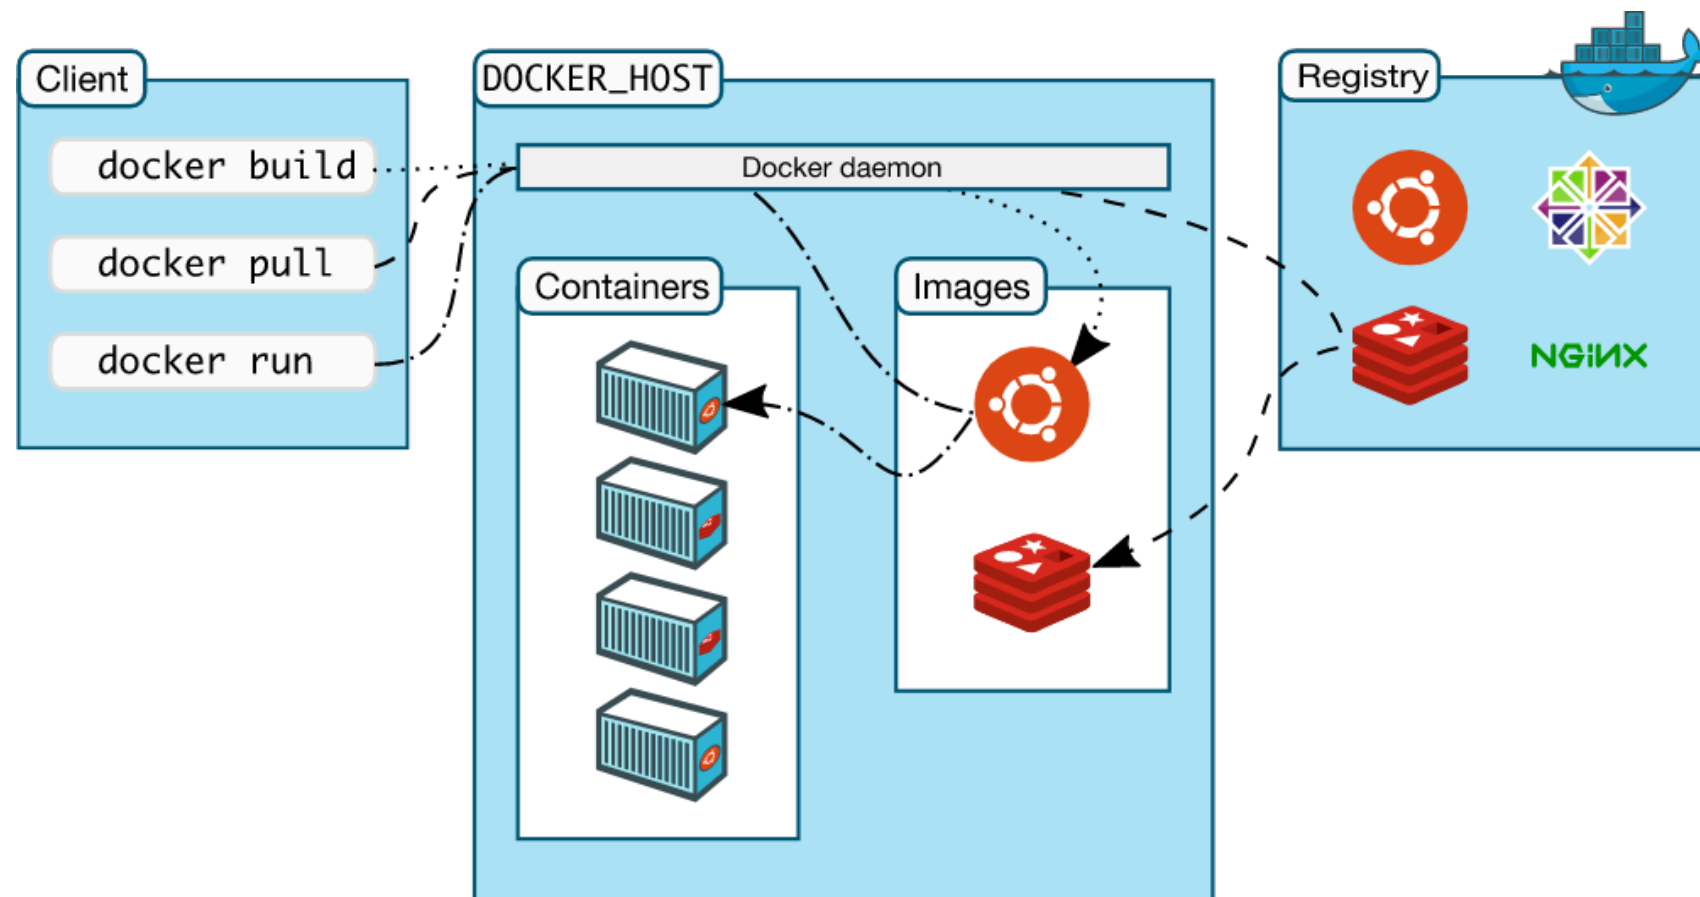 Client
docker build
docker pull
docker run
DOCKER_HOST
Docker daemon
Containers
Images
Registry
NGiNX